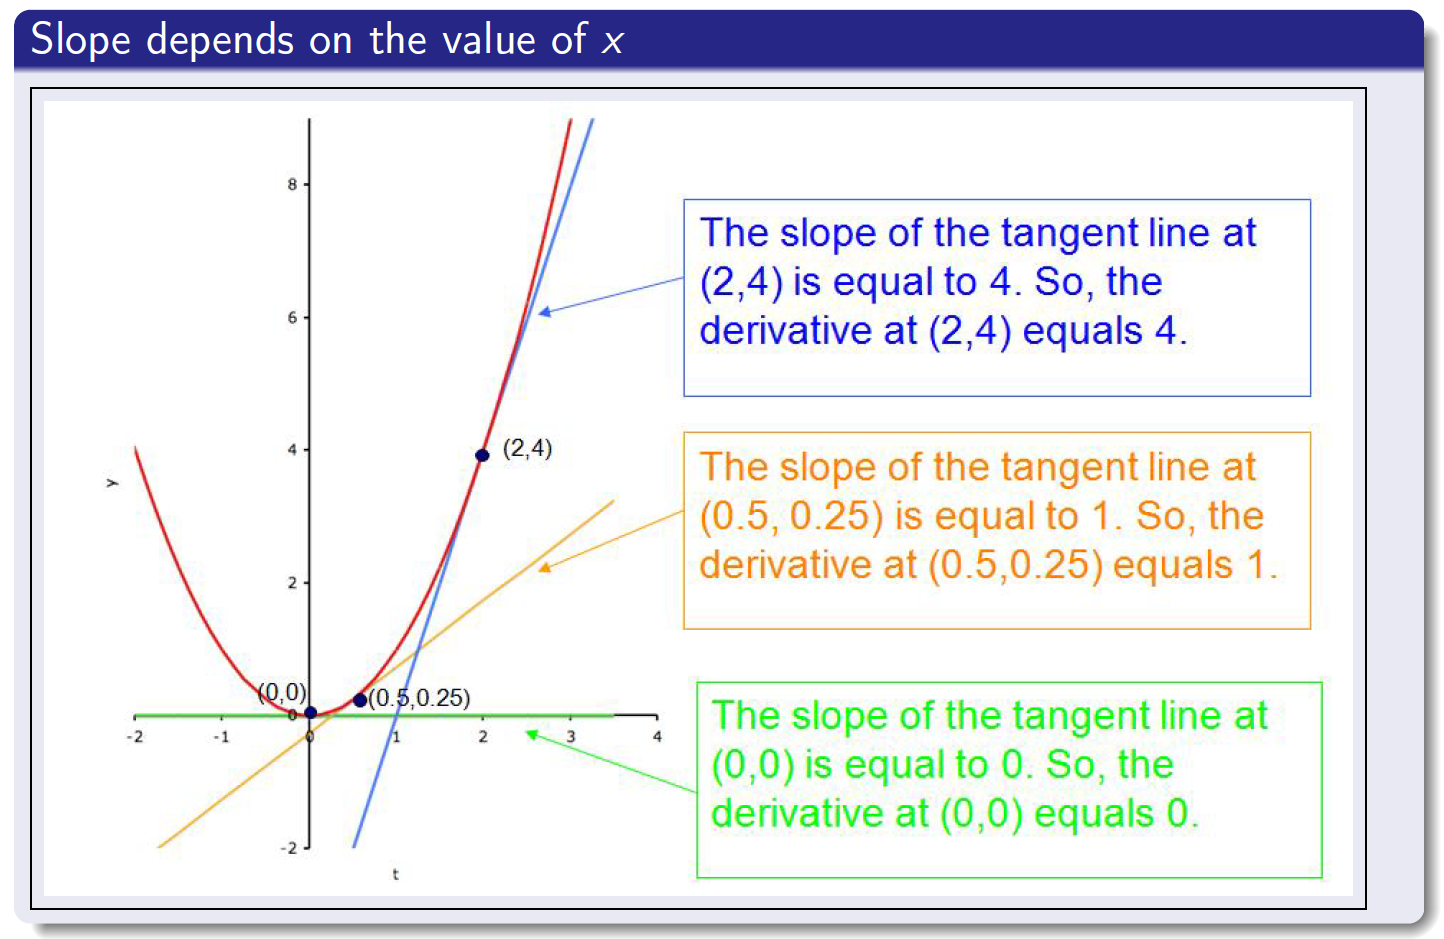 Slope depends on the value of x
8
6
4
2
0
-2
-2
-1
0
1
2
3
4
y
t
(2,4)
(0,0)
(0.5,0.25)
The slope of the tangent line at
(2,4) is equal to 4. So, the
derivative at (2,4) equals 4.
The slope of the tangent line at
(0.5, 0.25) is equal to 1. So, the
derivative at (0.5,0.25) equals 1.
The slope of the tangent line at
(0,0) is equal to 0. So, the
derivative at (0,0) equals 0.